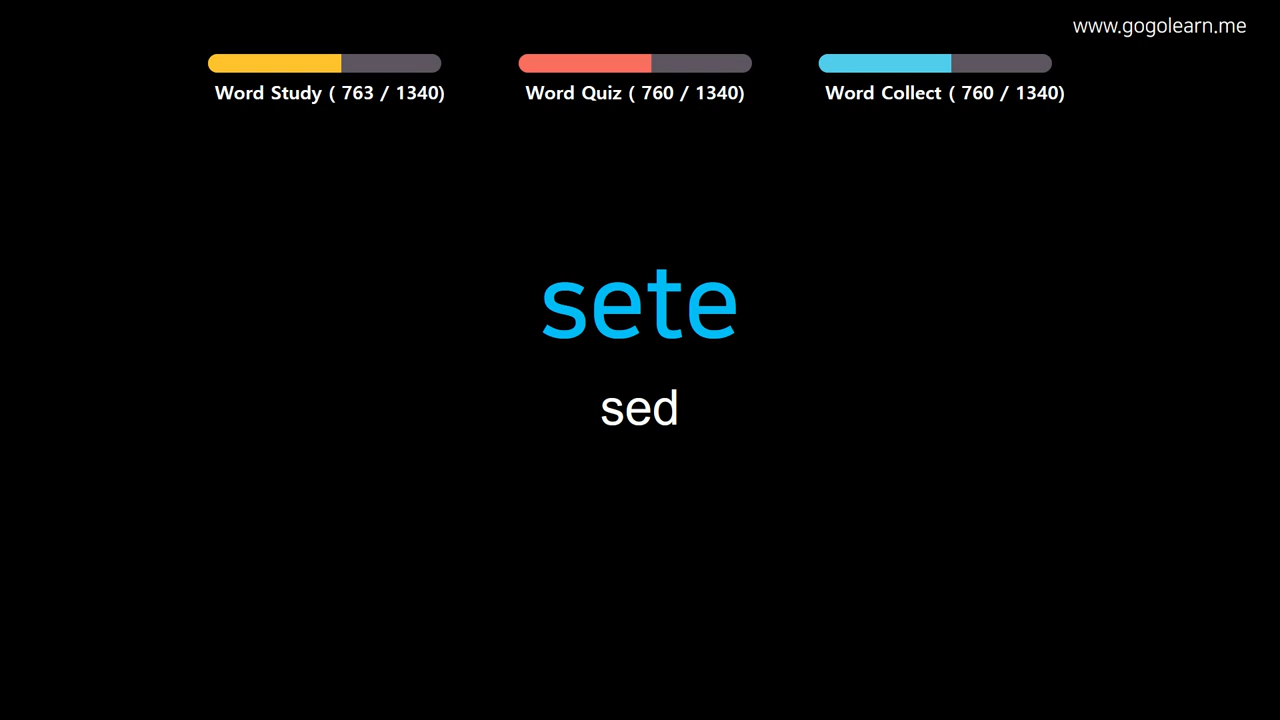 www.gogolearn.me
Word Study ( 763 / 1340)
Word Quiz ( 760 / 1340)
Word Collect ( 760 / 1340)
sete
sed